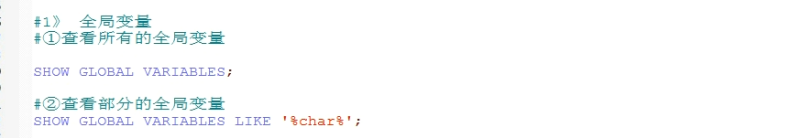 #1》 全局变量
#①查看所有的全局变量
SHOW GLOBAL VARIABLES;
#②查看部分的全局变量
SHOW GLOBAL VARIABLES LIKE '%char%';